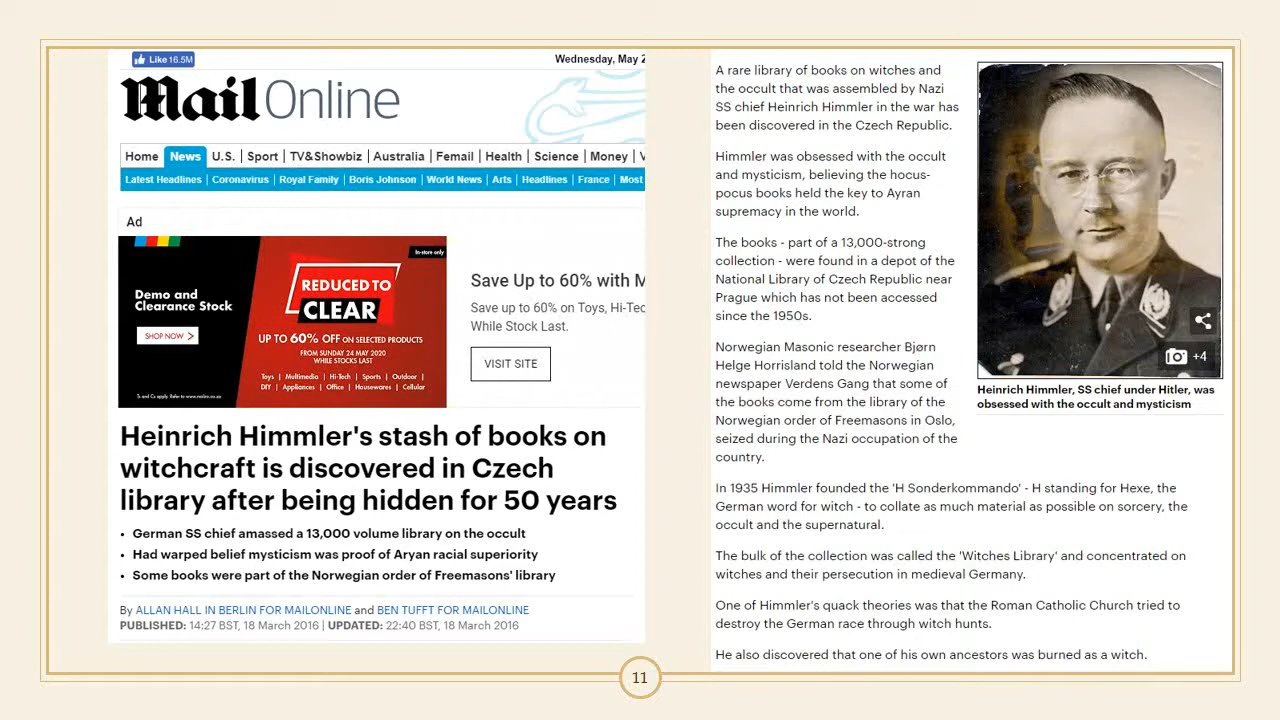 Like 16.5M
Wednesday, May 2
Mail Online
Home News U.S. Sport TV&Showbiz Australia Femail Health Science Money V
Latest Headlines Coronavirus Royal Family Boris Johnson World News Arts Headlines France Most
Ad
In-store only
Demo and
Clearance Stock
SHOP NOW >
REDUCED TO
CLEAR
UP TO 60% OFF ON SELECTED PRODUCTS
FROM SUNDAY 24 MAY 2020
WHILE STOCKS LAST
Toys | Multimedia | Hi-Tech | Sports | Outdoor |
DIY | Appliances | Office | Housewares | Cellular
Save Up to 60% with M
Save up to 60% on Toys, Hi-Tec
While Stock Last.
VISIT SITE
Heinrich Himmler's stash of books on
witchcraft is discovered in Czech
library after being hidden for 50 years
• German SS chief amassed a 13,000 volume library on the occult
• Had warped belief mysticism was proof of Aryan racial superiority
• Some books were part of the Norwegian order of Freemasons' library
By ALLAN HALL IN BERLIN FOR MAILONLINE and BEN TUFFT FOR MAILONLINE
PUBLISHED: 14:27 BST, 18 March 2016 | UPDATED: 22:40 BST, 18 March 2016
A rare library of books on witches and
the occult that was assembled by Nazi
SS chief Heinrich Himmler in the war has
been discovered in the Czech Republic.
Himmler was obsessed with the occult
and mysticism, believing the hocus-
pocus books held the key to Ayran
supremacy in the world.
The books - part of a 13,000-strong
collection - were found in a depot of the
National Library of Czech Republic near
Prague which has not been accessed
since the 1950s.
Norwegian Masonic researcher Bjørn
Helge Horrisland told the Norwegian
newspaper Verdens Gang that some of
the books come from the library of the
Norwegian order of Freemasons in Oslo,
seized during the Nazi occupation of the
country.
+4
Heinrich Himmler, SS chief under Hitler, was
obsessed with the occult and mysticism
In 1935 Himmler founded the 'H Sonderkommando' - H standing for Hexe, the
German word for witch - to collate as much material as possible on sorcery, the
occult and the supernatural.
The bulk of the collection was called the 'Witches Library' and concentrated on
witches and their persecution in medieval Germany.
One of Himmler's quack theories was that the Roman Catholic Church tried to
destroy the German race through witch hunts.
He also discovered that one of his own ancestors was burned as a witch.
11